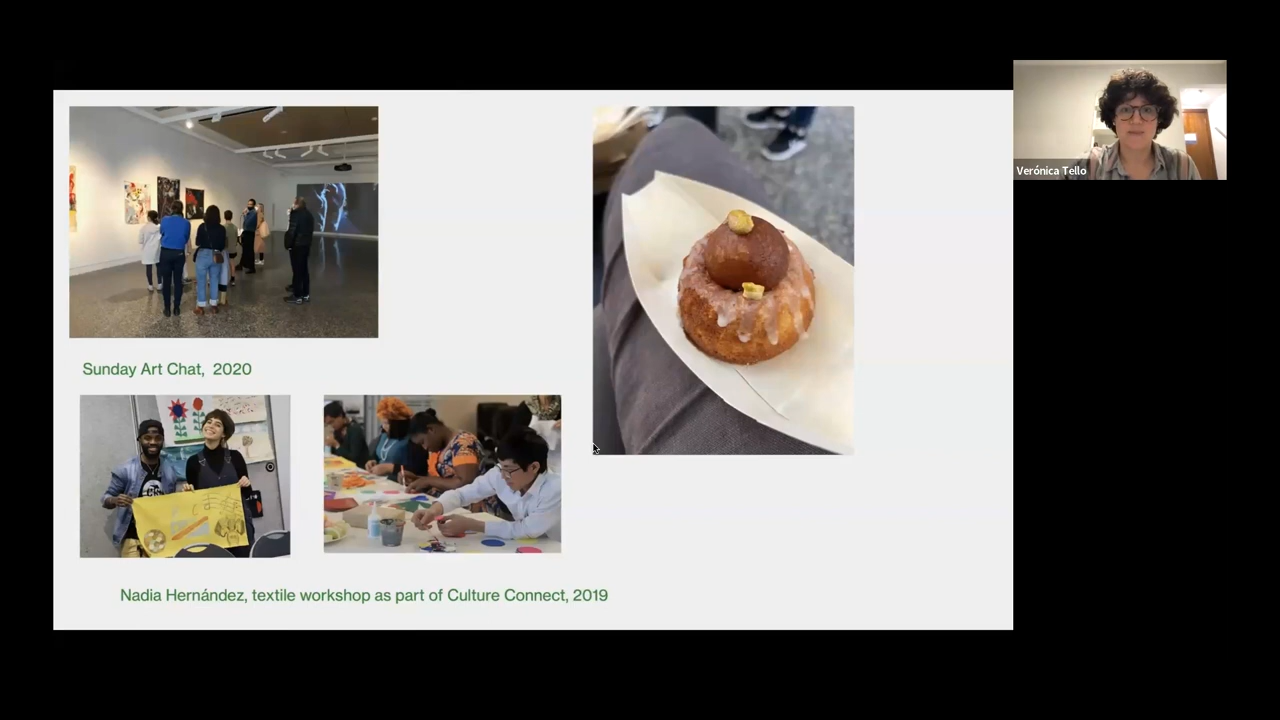 Verónica Tello
Sunday Art Chat, 2020
Nadia Hernández, textile workshop as part of Culture Connect, 2019